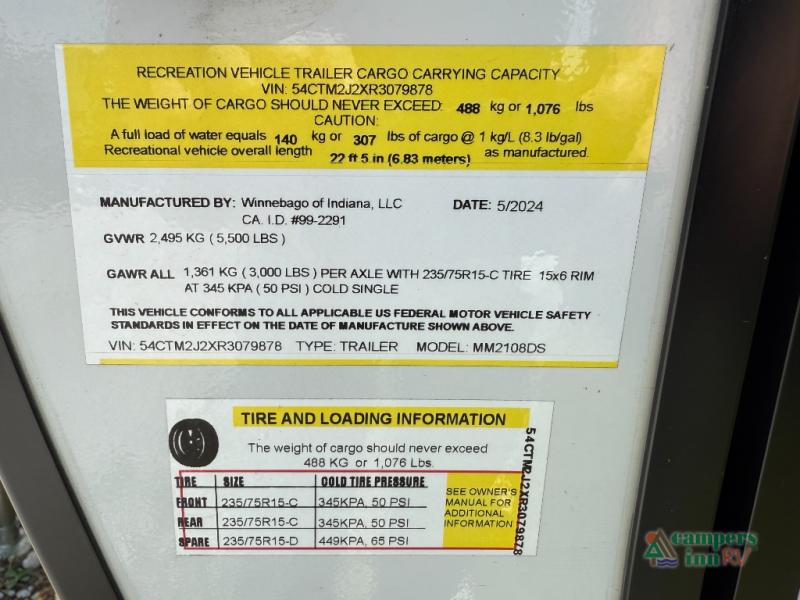 RECREATION VEHICLE TRAILER CARGO CARRYING CAPACITY
VIN: 54CTM2J2XR3079878
THE WEIGHT OF CARGO SHOULD NEVER EXCEED: 488 kg or 1,076 lbs
CAUTION:
A full load of water equals 140 kg or 307 lbs of cargo @ 1 kg/L (8.3 lb/gal)
Recreational vehicle overall length 22 ft 5 in (6.83 meters) as manufactured.
MANUFACTURED BY: Winnebago of Indiana, LLC DATE: 5/2024
CA. I.D. #99-2291
GVWR 2,495 KG ( 5,500 LBS )
GAWR ALL 1,361 KG ( 3,000 LBS ) PER AXLE WITH 235/75R15-C TIRE 15x6 RIM
AT 345 KPA ( 50 PSI ) COLD SINGLE
THIS VEHICLE CONFORMS TO ALL APPLICABLE US FEDERAL MOTOR VEHICLE SAFETY
STANDARDS IN EFFECT ON THE DATE OF MANUFACTURE SHOWN ABOVE.
VIN: 54CTM2J2XR3079878 TYPE: TRAILER MODEL: MM2108DS
TIRE AND LOADING INFORMATION
The weight of cargo should never exceed
488 KG or 1,076 Lbs.
TIRE SIZE COLD TIRE PRESSURE
FRONT 235/75R15-C 345KPA, 50 PSI
REAR 235/75R15-C 345KPA, 50 PSI
SPARE 235/75R15-D 449KPA, 65 PSI
SEE OWNER'S
MANUAL FOR
ADDITIONAL
INFORMATION
54CTM2J2XR3079878
campers
inn RV